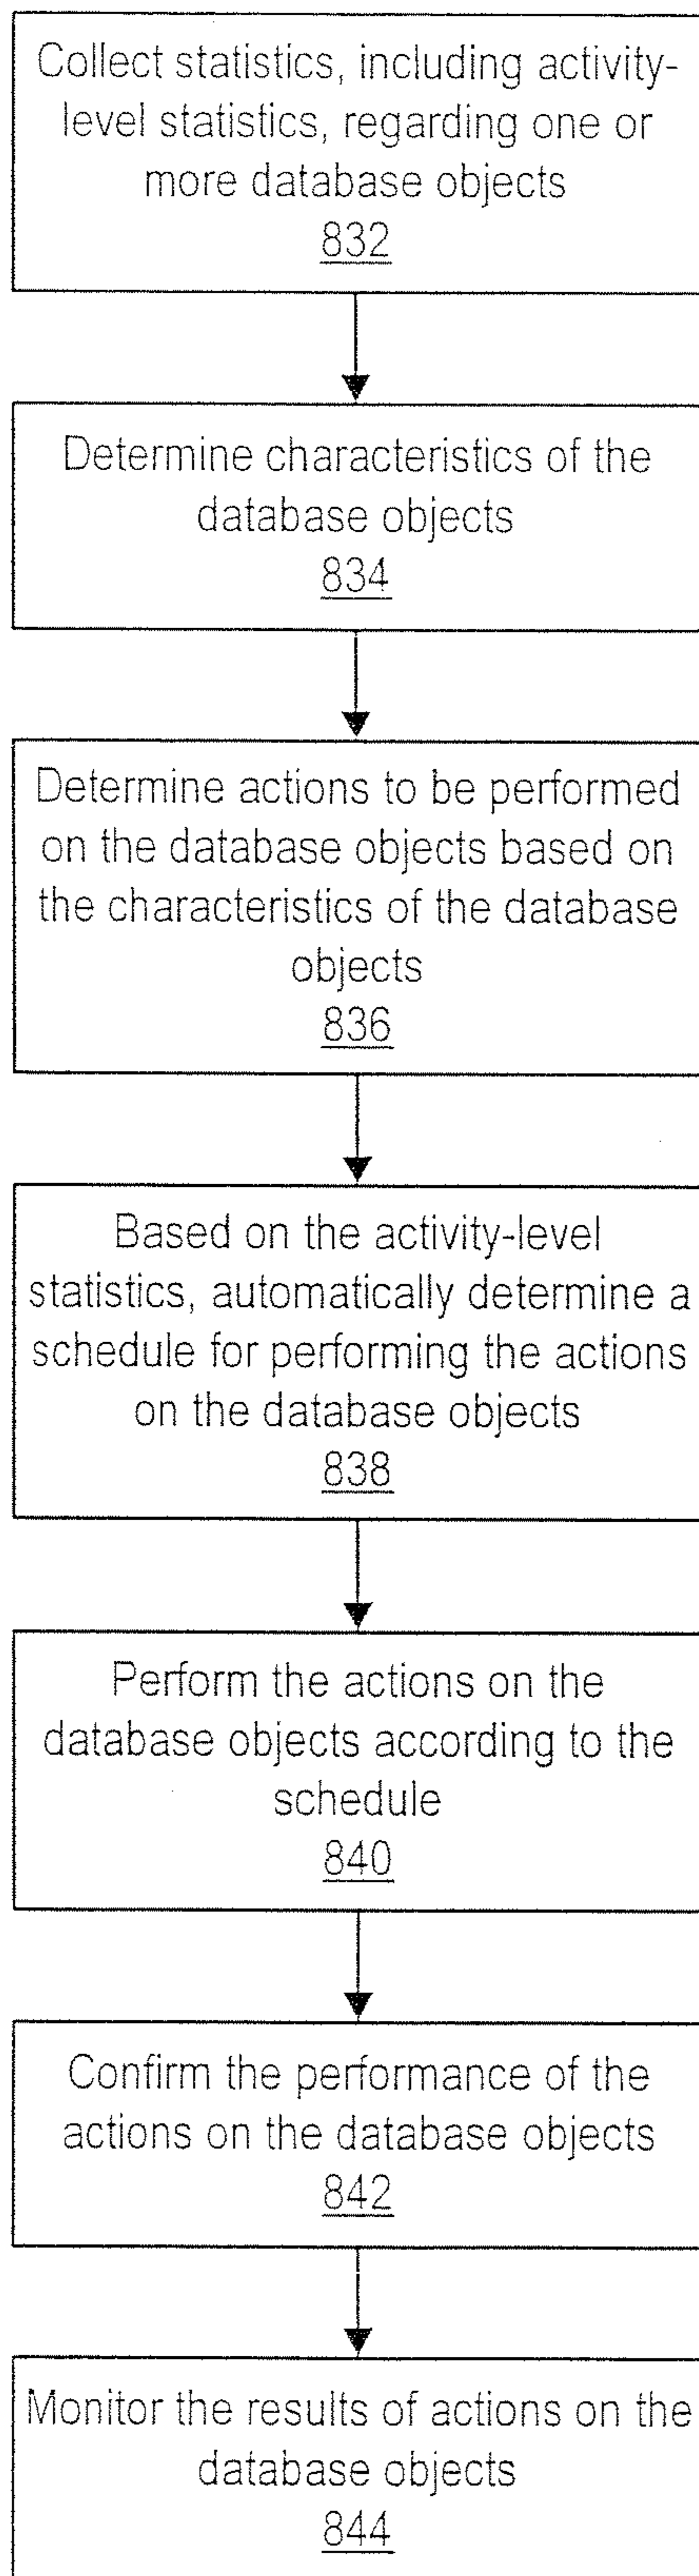 Collect statistics, including activity-
level statistics, regarding one or
more database objects
832
Determine characteristics of the
database objects
834
Determine actions to be performed
on the database objects based on
the characteristics of the database
objects
836
Based on the activity-level
statistics, automatically determine a
schedule for performing the actions
on the database objects
838
Perform the actions on the
database objects according to the
schedule
840
Confirm the performance of the
actions on the database objects
842
Monitor the results of actions on the
database objects
844